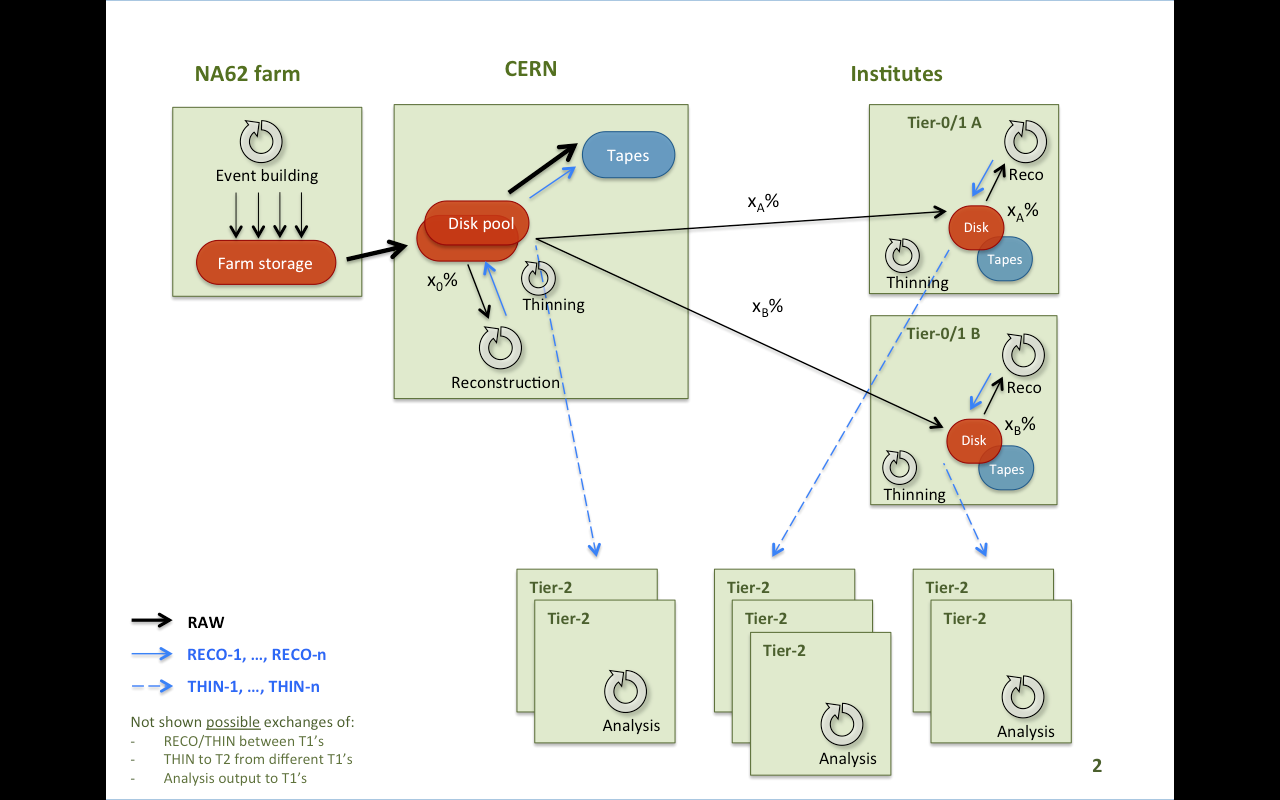 NA62 farm
CERN
Institutes
Event building
Farm storage
Tapes
Disk pool
x0%
Thinning
Reconstruction
xA%
xB%
Tier-0/1 A
Reco
xA%
Disk
Tapes
Thinning
Tier-0/1 B
Reco
xB%
Disk
Tapes
Thinning
Tier-2
Tier-2
Analysis
Tier-2
Tier-2
Tier-2
Analysis
Tier-2
Tier-2
Analysis
RAW
RECO-1, …, RECO-n
THIN-1, …, THIN-n
Not shown possible exchanges of:
- RECO/THIN between T1’s
- THIN to T2 from different T1’s
- Analysis output to T1’s
2